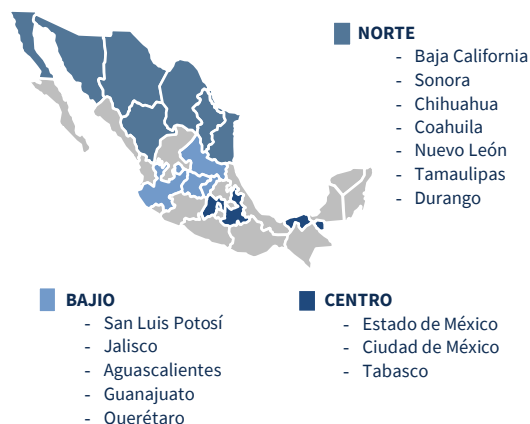 NORTE
- Baja California
- Sonora
- Chihuahua
- Coahuila
- Nuevo León
- Tamaulipas
- Durango
BAJIO
- San Luis Potosí
- Jalisco
- Aguascalientes
- Guanajuato
- Querétaro
CENTRO
- Estado de México
- Ciudad de México
- Tabasco